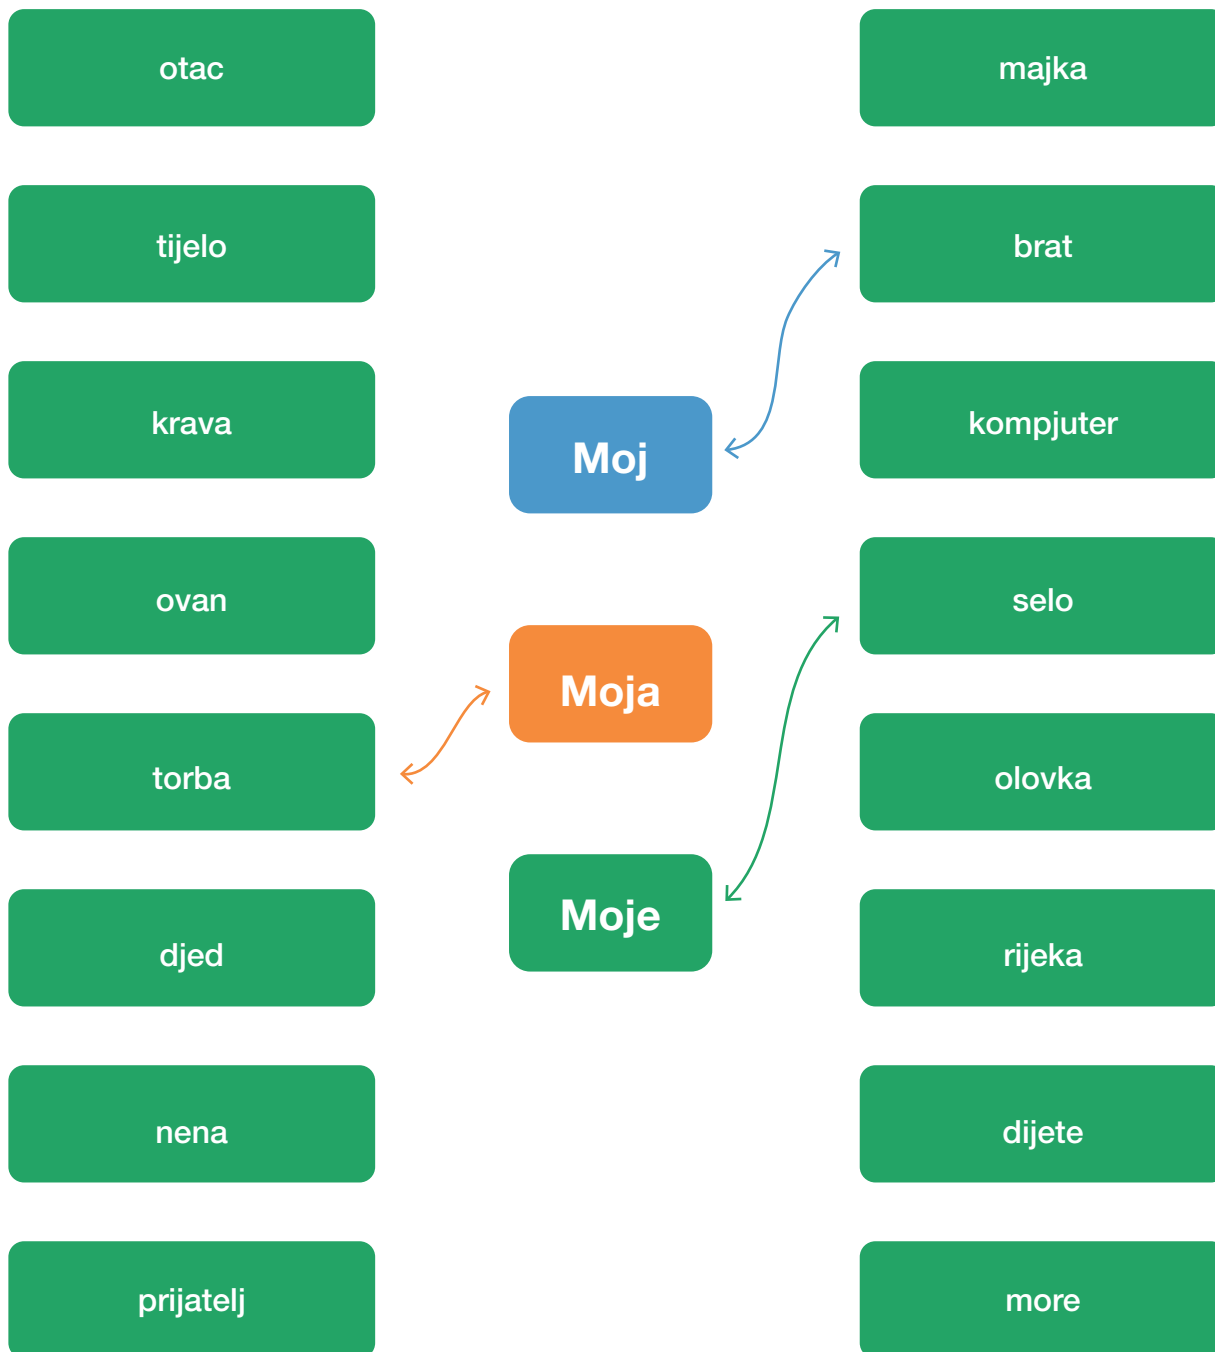 otac
tijelo
krava
ovan
torba
djed
nena
prijatelj
Moj
Moja
Moje
majka
brat
kompjuter
selo
olovka
rijeka
dijete
more